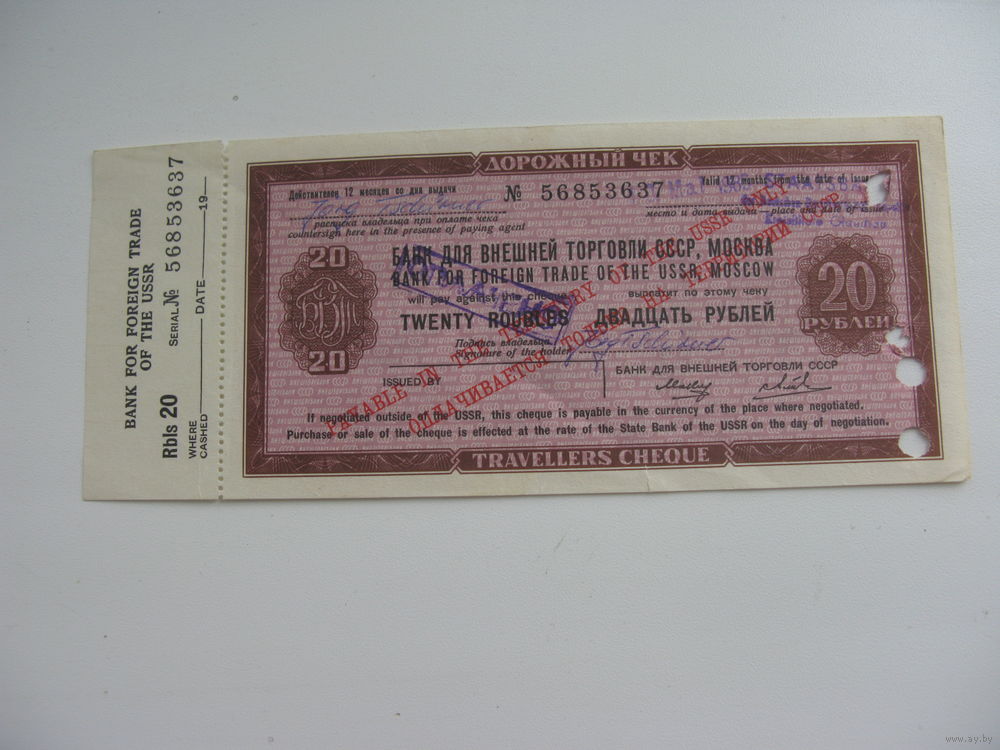 BANK FOR FOREIGN TRADE
OF THE USSR
SERIAL № 56853637
Rbls 20
WHERE CASHED
DATE 19
ДОРОЖНЫЙ ЧЕК
Действителен 12 месяцев со дня выдачи
№ 56853637
Valid 12 months from the date of issue
расписка владельца при оплате чека
countersign here in the presence of paying agent
место и дата выдачи place and date of issue
БАНК ДЛЯ ВНЕШНЕЙ ТОРГОВЛИ СССР, МОСКВА
BANK FOR FOREIGN TRADE OF THE USSR, MOSCOW
will pay against this cheque выплатит по этому чеку
TWENTY ROUBLES ДВАДЦАТЬ РУБЛЕЙ
20
20
20
РУБЛЕЙ
Подпись владельца
Signature of the holder
ISSUED BY
БАНК ДЛЯ ВНЕШНЕЙ ТОРГОВЛИ СССР
PAYABLE IN THE TERRITORY OF THE USSR ONLY
ОПЛАЧИВАЕТСЯ ТОЛЬКО НА ТЕРРИТОРИИ СССР
If negotiated outside of the USSR, this cheque is payable in the currency of the place where negotiated.
Purchase or sale of the cheque is effected at the rate of the State Bank of the USSR on the day of negotiation.
TRAVELLERS CHEQUE
www.ay.by